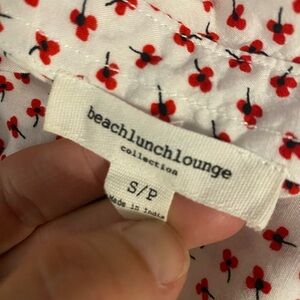 beachlunchlounge
collection
S/P
Made in India